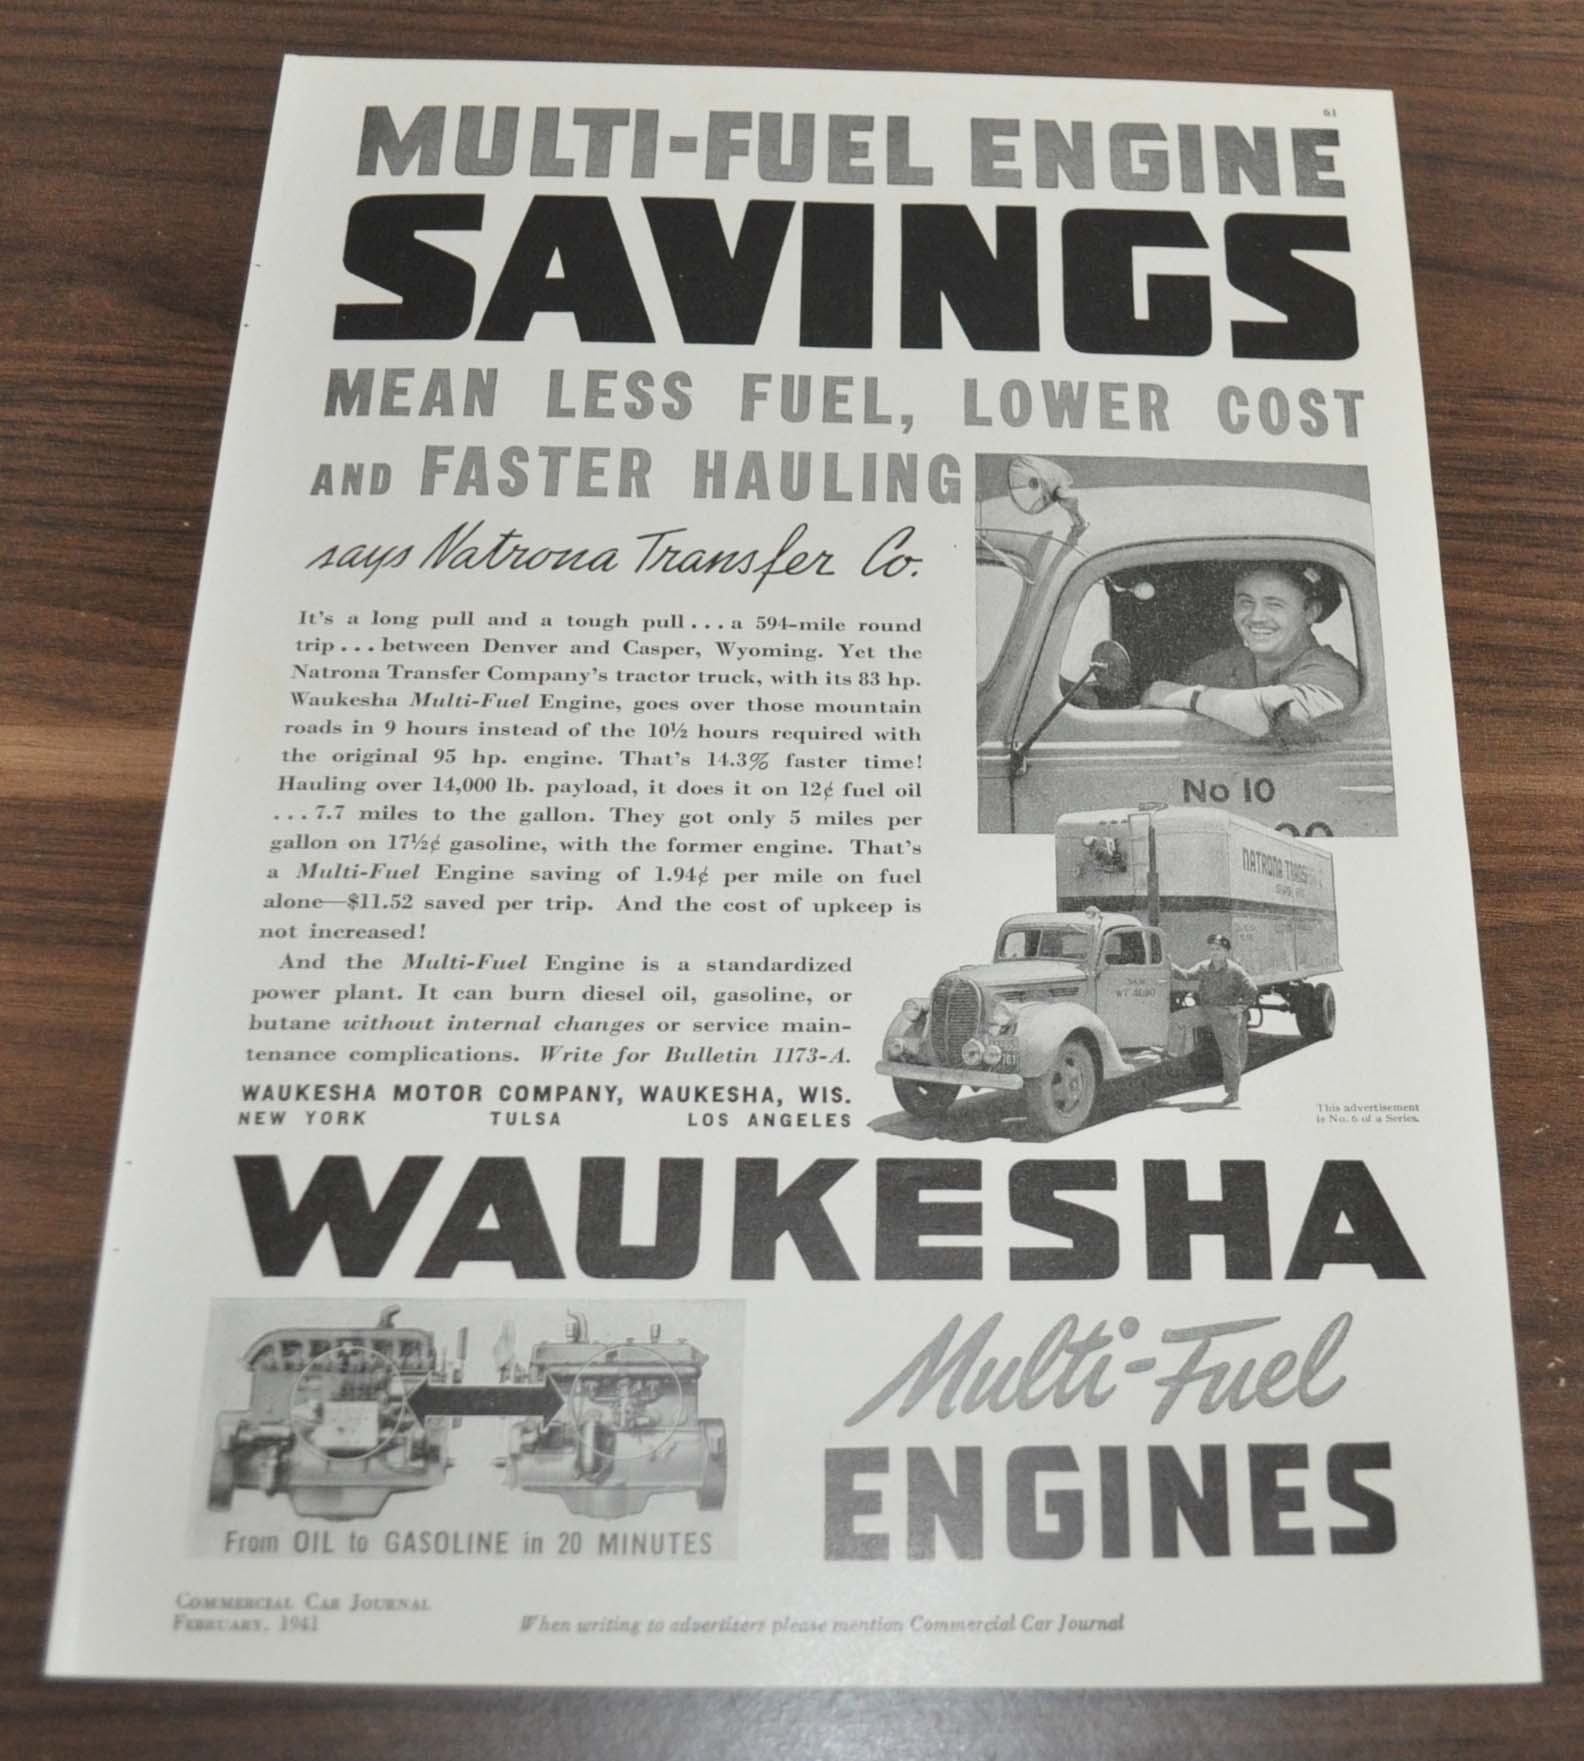 61
MULTI-FUEL ENGINE
SAVINGS
MEAN LESS FUEL, LOWER COST
AND FASTER HAULING
says Natrona Transfer Co.
It's a long pull and a tough pull . . . a 594-mile round
trip . . . between Denver and Casper, Wyoming. Yet the
Natrona Transfer Company's tractor truck, with its 83 hp.
Waukesha Multi-Fuel Engine, goes over those mountain
roads in 9 hours instead of the 10½ hours required with
the original 95 hp. engine. That's 14.3% faster time!
Hauling over 14,000 lb. payload, it does it on 12¢ fuel oil
. . . 7.7 miles to the gallon. They got only 5 miles per
gallon on 17½¢ gasoline, with the former engine. That's
a Multi-Fuel Engine saving of 1.94¢ per mile on fuel
alone—$11.52 saved per trip. And the cost of upkeep is
not increased!
And the Multi-Fuel Engine is a standardized
power plant. It can burn diesel oil, gasoline, or
butane without internal changes or service main-
tenance complications. Write for Bulletin 1173-A.
WAUKESHA MOTOR COMPANY, WAUKESHA, WIS.
NEW YORK TULSA LOS ANGELES
No 10
NATRONA
This advertisement
is No. 6 of a Series.
WAUKESHA
Multi-Fuel
ENGINES
From OIL to GASOLINE in 20 MINUTES
COMMERCIAL CAR JOURNAL
FEBRUARY, 1941
When writing to advertisers please mention Commercial Car Journal